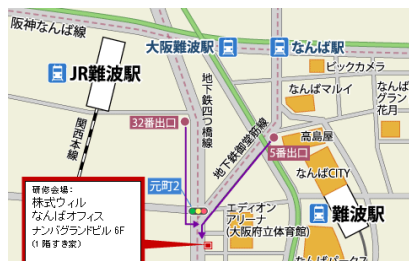 阪神なんば線
大阪難波駅
なんば駅
ビックカメラ
JR難波駅
なんばマルイ
なんば
グラン
花月
地下鉄四つ橋線
地下鉄御堂筋線
関西本線
32番出口
5番出口
高島屋
なんばCITY
元町2
研修会場:
株式ウィル
なんばオフィス
ナンバグランドビル 6F
(1階すき家)
エディオン
アリーナ
(大阪府立体育館)
難波駅
なんばパークス